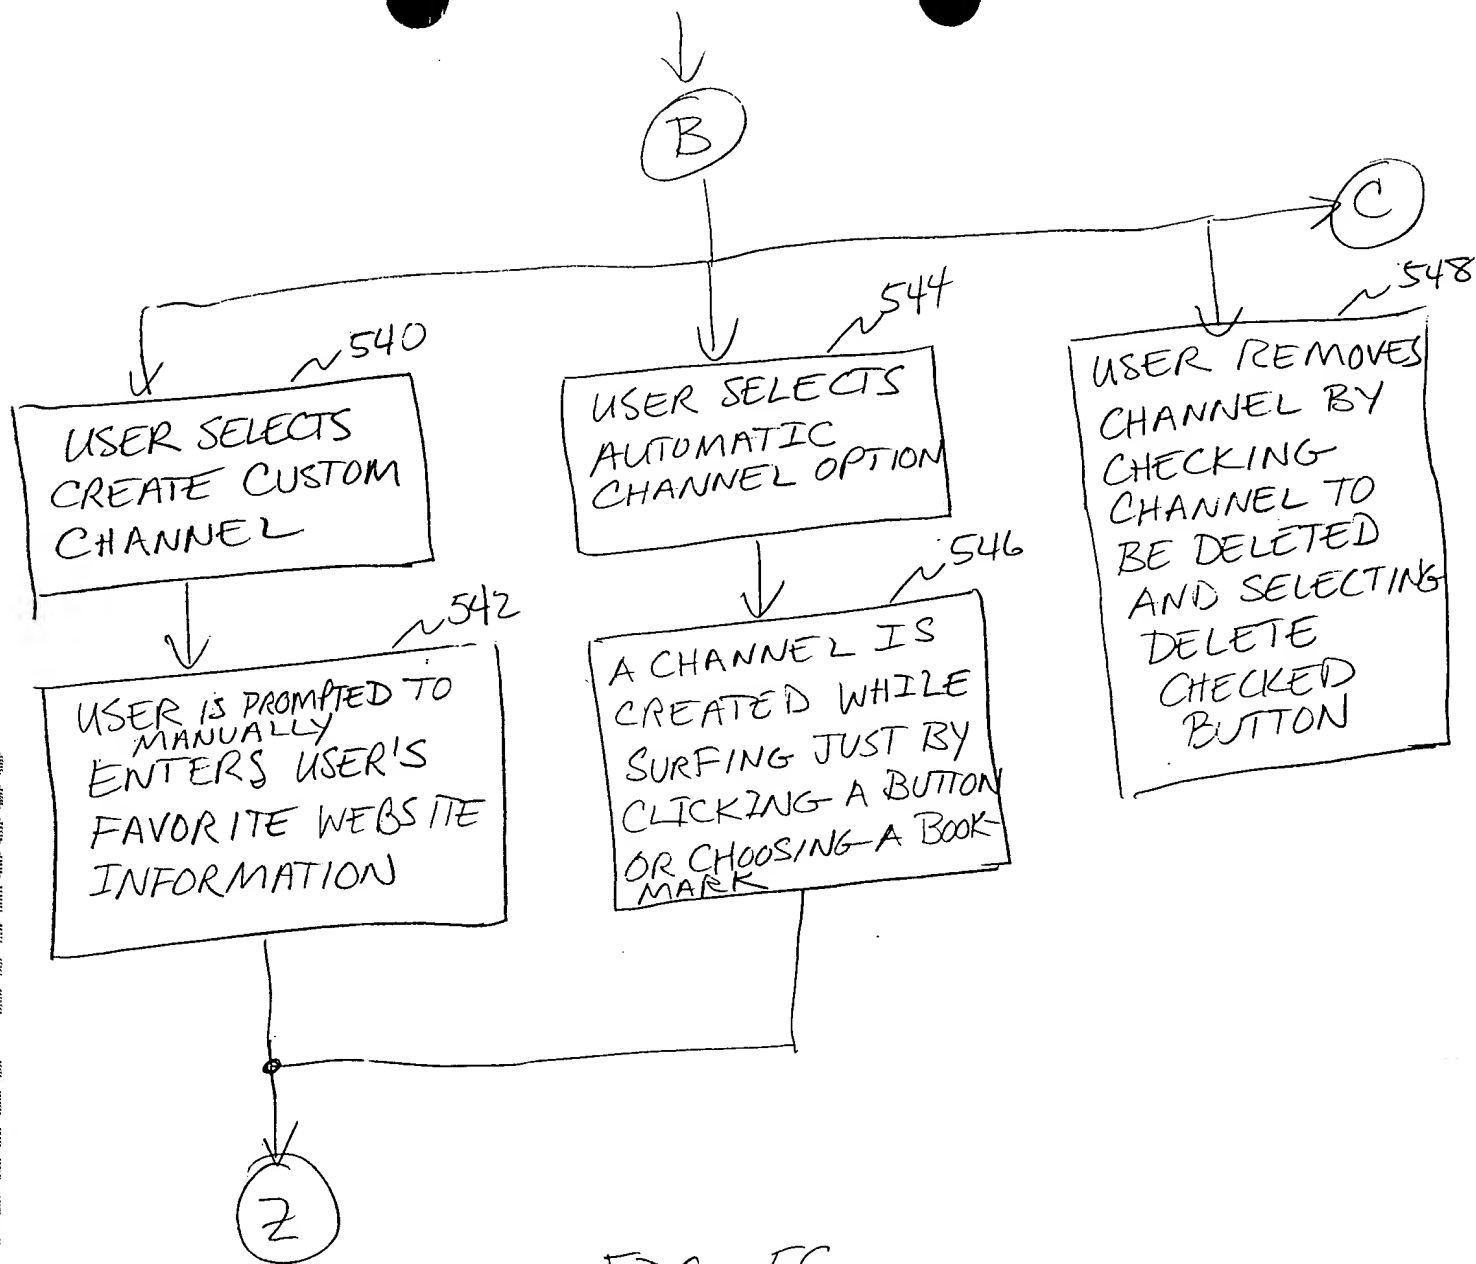 B
C
540
USER SELECTS
CREATE CUSTOM
CHANNEL
542
USER IS PROMPTED TO
MANUALLY
ENTERS USER'S
FAVORITE WEBSITE
INFORMATION
544
USER SELECTS
AUTOMATIC
CHANNEL OPTION
546
A CHANNEL IS
CREATED WHILE
SURFING JUST BY
CLICKING A BUTTON
OR CHOOSING A BOOK-
MARK
548
USER REMOVES
CHANNEL BY
CHECKING
CHANNEL TO
BE DELETED
AND SELECTING
DELETE
CHECKED
BUTTON
Z